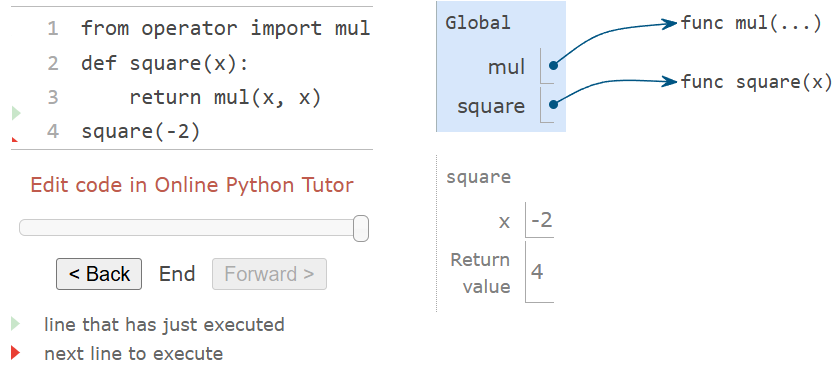 1 from operator import mul
2 def square(x):
3     return mul(x, x)
4 square(-2)
Edit code in Online Python Tutor
< Back End Forward >
line that has just executed
next line to execute
Global
mul
square
func mul(...)
func square(x)
square
x -2
Return
value 4